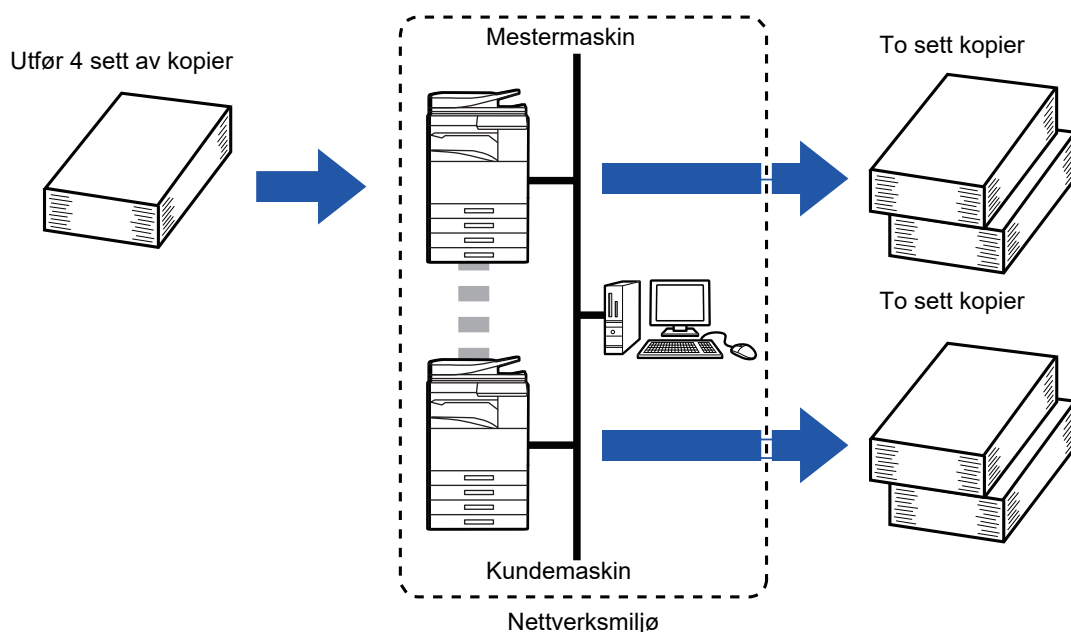 Utfør 4 sett av kopier
Mestermaskin
To sett kopier
To sett kopier
Kundemaskin
Nettverksmiljø